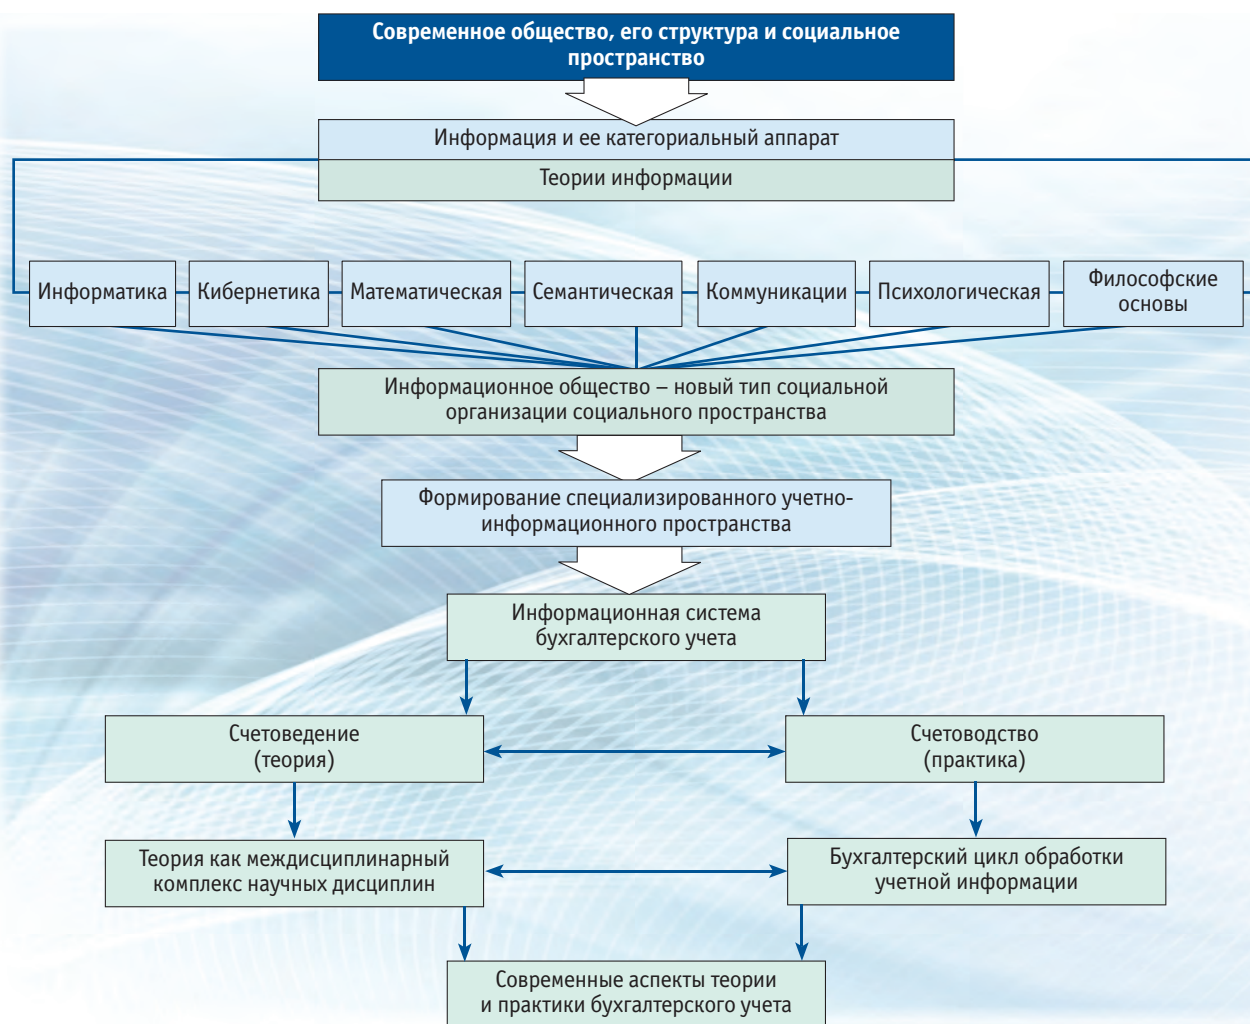 Современное общество, его структура и социальное
пространство
Информация и ее категориальный аппарат
Теории информации
Информатика
Кибернетика
Математическая
Семантическая
Коммуникации
Психологическая
Философские
основы
Информационное общество – новый тип социальной
организации социального пространства
Формирование специализированного учетно-
информационного пространства
Информационная система
бухгалтерского учета
Счетоведение
(теория)
Счетоводство
(практика)
Теория как междисциплинарный
комплекс научных дисциплин
Бухгалтерский цикл обработки
учетной информации
Современные аспекты теории
и практики бухгалтерского учета